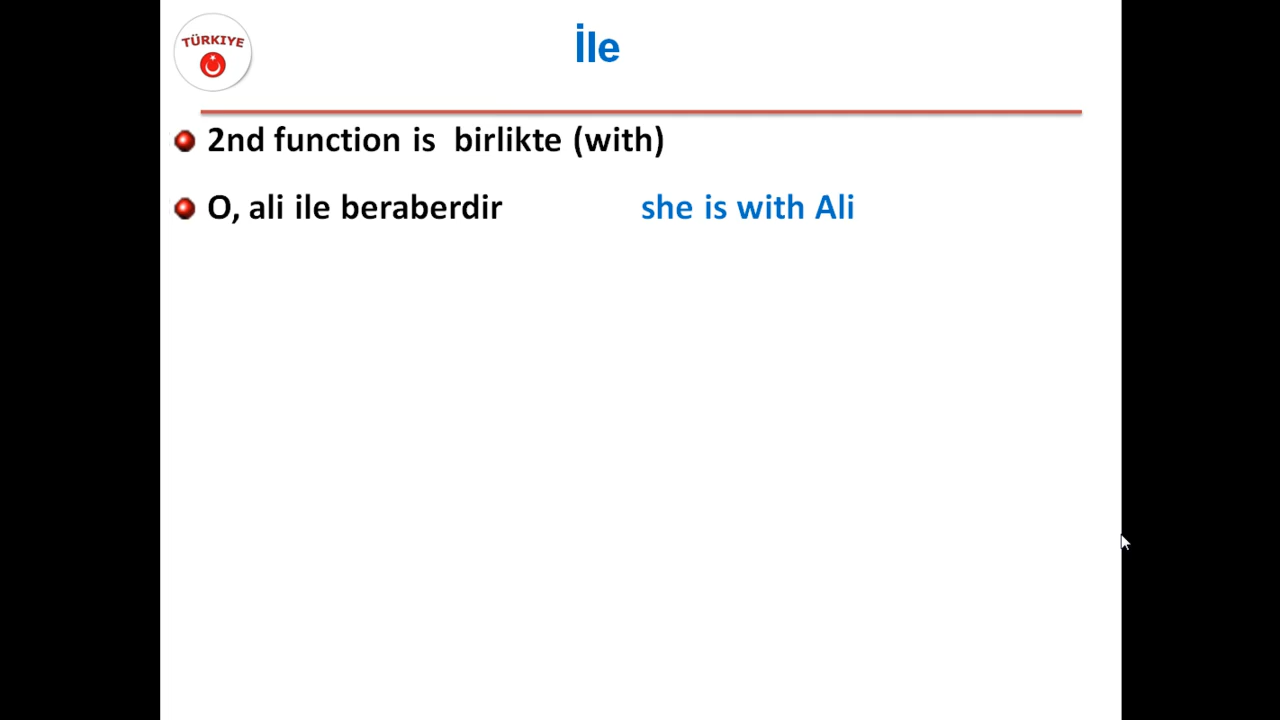 TÜRKIYE
İle
2nd function is birlikte (with)
O, ali ile beraberdir she is with Ali